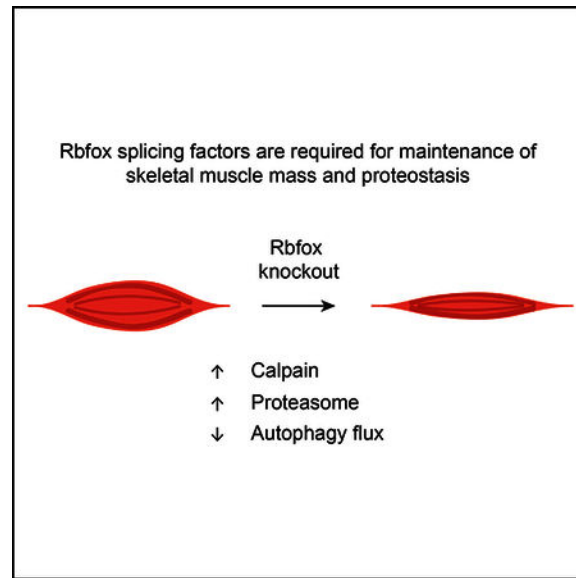 Rbfox splicing factors are required for maintenance of
skeletal muscle mass and proteostasis
Rbfox
knockout
↑ Calpain
↑ Proteasome
↓ Autophagy flux